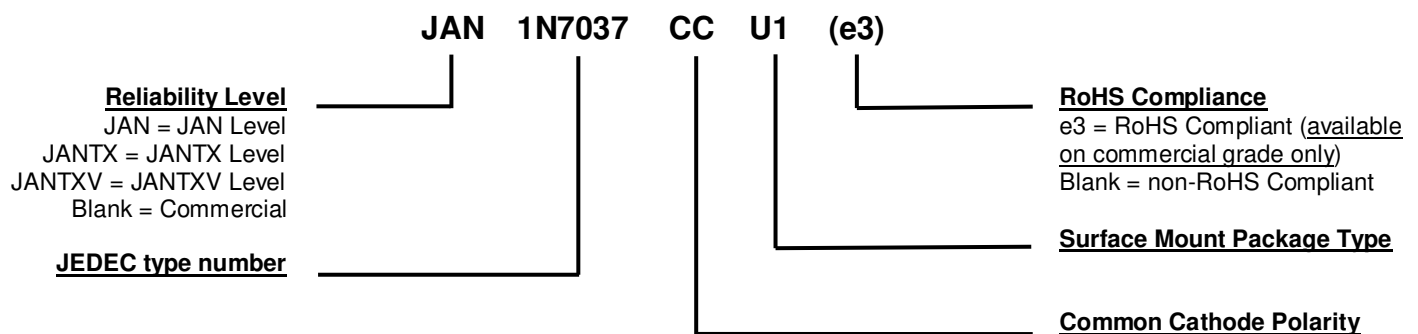 JAN 1N7037 CC U1 (e3)
Reliability Level
JAN = JAN Level
JANTX = JANTX Level
JANTXV = JANTXV Level
Blank = Commercial
JEDEC type number
RoHS Compliance
e3 = RoHS Compliant (available
on commercial grade only)
Blank = non-RoHS Compliant
Surface Mount Package Type
Common Cathode Polarity